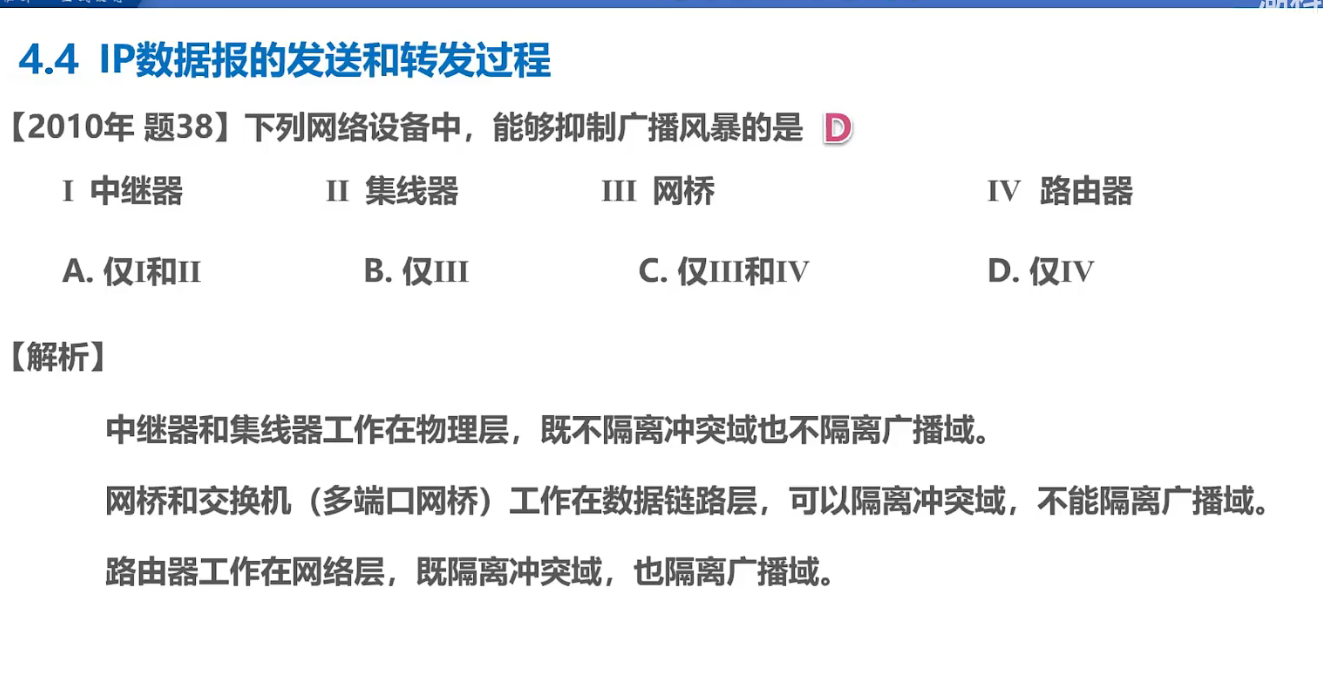 4.4 IP数据报的发送和转发过程
【2010年 题38】下列网络设备中，能够抑制广播风暴的是 D
I 中继器 II 集线器 III 网桥 IV 路由器
A. 仅I和II B. 仅III C. 仅III和IV D. 仅IV
【解析】
中继器和集线器工作在物理层，既不隔离冲突域也不隔离广播域。
网桥和交换机（多端口网桥）工作在数据链路层，可以隔离冲突域，不能隔离广播域。
路由器工作在网络层，既隔离冲突域，也隔离广播域。